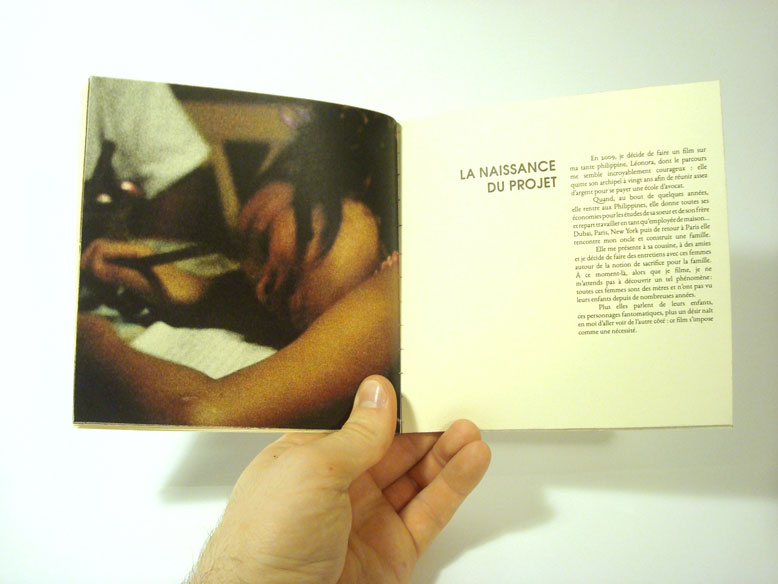 LA NAISSANCE
DU PROJET
En 2009, je décide de faire un film sur
ma tante philippine, Léonora, dont le parcours
me semble incroyablement courageux : elle
quitte son archipel à vingt ans afin de réunir assez
d'argent pour se payer une école d'avocat.
Quand, au bout de quelques années,
elle rentre aux Philippines, elle donne toutes ses
économies pour les études de sa soeur et de son frère
et repart travailler en tant qu'employée de maison...
Dubai, Paris, New York puis de retour à Paris elle
rencontre mon oncle et construit une famille.
Elle me présente à sa cousine, à des amies
et je décide de faire des entretiens avec ces femmes
autour de la notion de sacrifice pour la famille.
À ce moment-là, alors que je filme, je ne
m'attends pas à découvrir un tel phénomène :
toutes ces femmes sont des mères et n'ont pas vu
leurs enfants depuis de nombreuses années.
Plus elles parlent de leurs enfants,
ces personnages fantomatiques, plus un désir naît
en moi d'aller voir de l'autre côté : ce film s'impose
comme une nécessité.